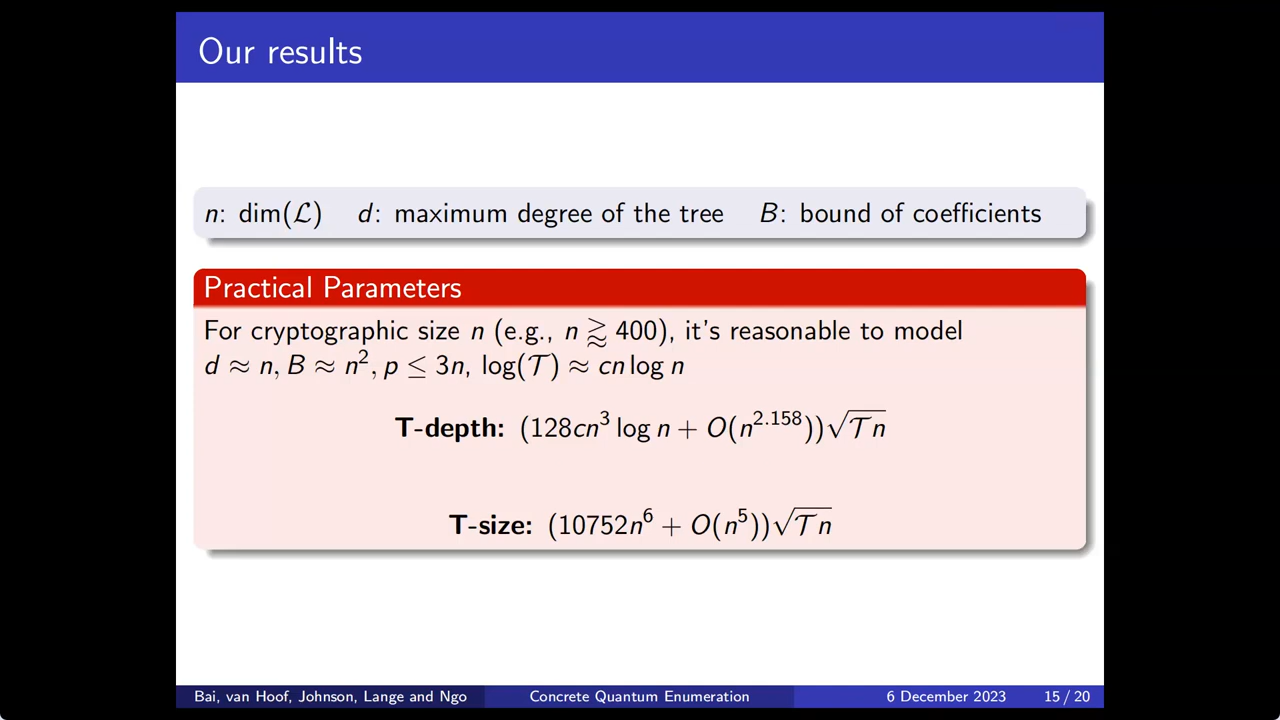 Our results
n: dim(ℒ) d: maximum degree of the tree B: bound of coefficients
Practical Parameters
For cryptographic size n (e.g., n ⪆ 400), it's reasonable to model
d ≈ n, B ≈ n², p ≤ 3n, log(𝒯) ≈ cn log n
T-depth: (128cn³ log n + O(n^2.158))√𝒯n
T-size: (10752n⁶ + O(n⁵))√𝒯n
Bai, van Hoof, Johnson, Lange and Ngo Concrete Quantum Enumeration 6 December 2023 15 / 20